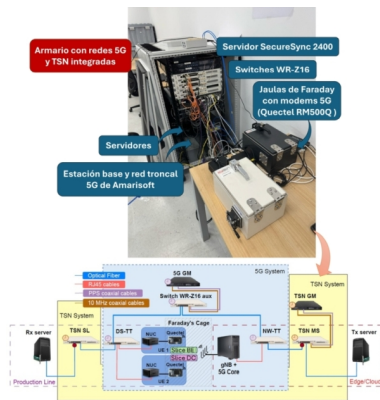 Armario con redes 5G
y TSN integradas
Servidor SecureSync 2400
Switches WR-Z16
Jaulas de Faraday
con modems 5G
(Quectel RM500Q )
Servidores
Estación base y red troncal
5G de Amarisoft
Optical Fiber
RJ45 cables
PPS coaxial cables
10 MHz coaxial cables
5G GM
5G System
TSN System
Switch WR-Z16 aux
TSN GM
TSN System
Faraday's Cage
Rx server
TSN SL
DS-TT
NUC
Quectel
UE 1
Slice BE
Slice DC
NUC
Quectel
UE 2
gNB +
5G Core
NW-TT
TSN MS
Tx server
Production Line
Edge/Cloud